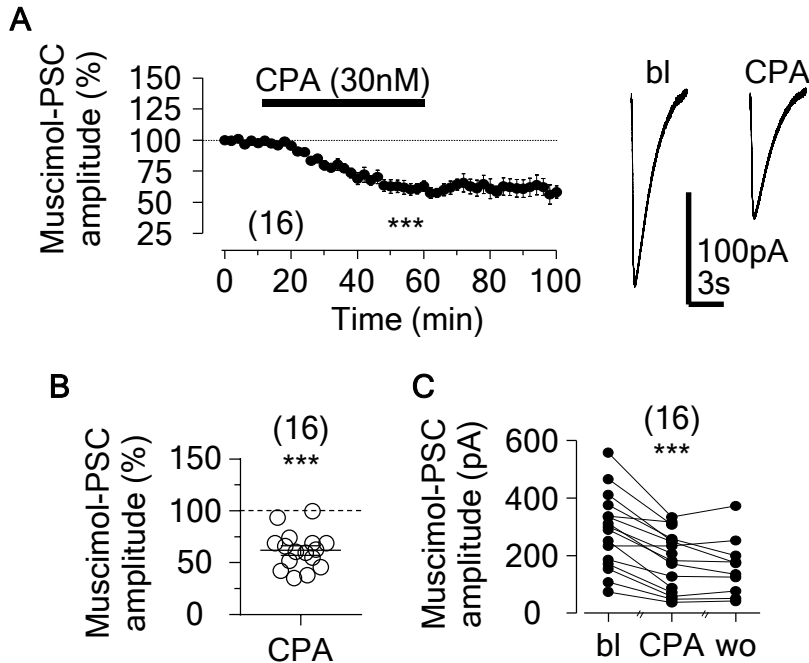 A
Muscimol-PSC
amplitude (%)
150
125
100
75
50
25
CPA (30nM)
(16)
***
0
20
40
60
80
100
Time (min)
bl
CPA
100pA
3s
B
Muscimol-PSC
amplitude (%)
150
100
50
0
(16)
***
CPA
C
Muscimol-PSC
amplitude (pA)
600
400
200
0
(16)
***
bl
CPA
wo